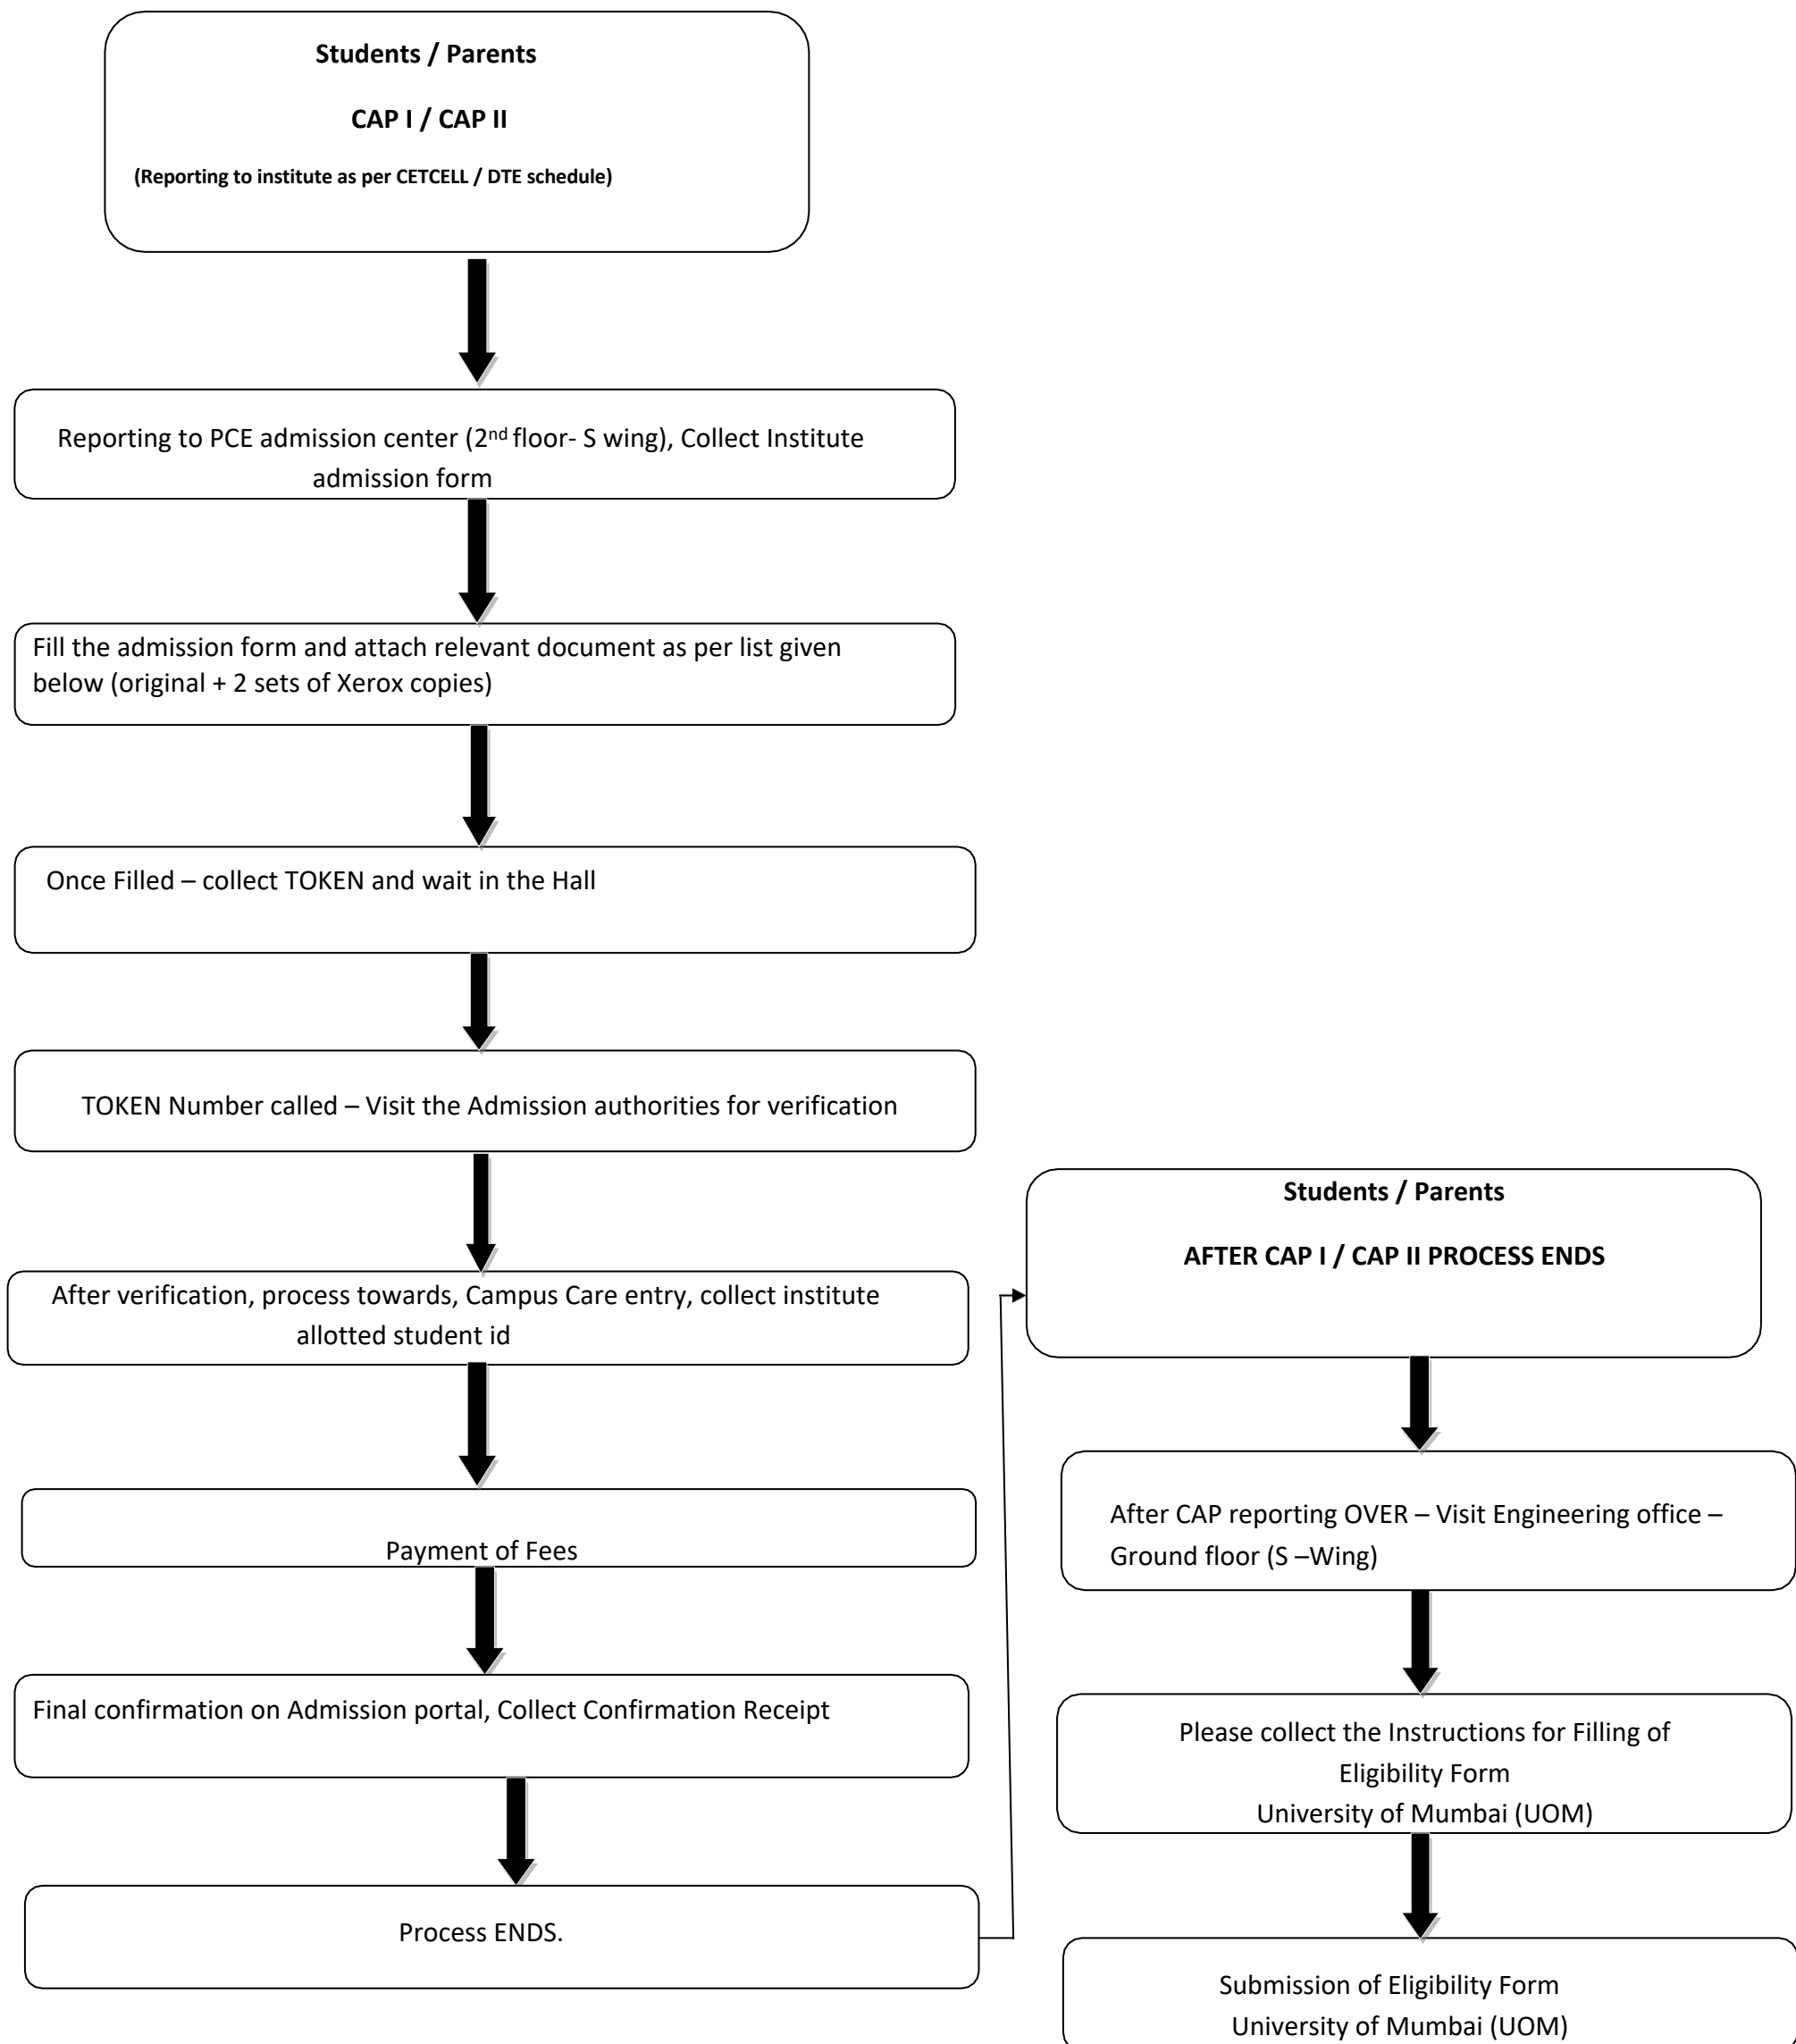 Students / Parents
CAP I / CAP II
(Reporting to institute as per CETCELL / DTE schedule)
Reporting to PCE admission center (2nd floor- S wing), Collect Institute
admission form
Fill the admission form and attach relevant document as per list given
below (original + 2 sets of Xerox copies)
Once Filled – collect TOKEN and wait in the Hall
TOKEN Number called – Visit the Admission authorities for verification
After verification, process towards, Campus Care entry, collect institute
allotted student id
Payment of Fees
Final confirmation on Admission portal, Collect Confirmation Receipt
Process ENDS.
Students / Parents
AFTER CAP I / CAP II PROCESS ENDS
After CAP reporting OVER – Visit Engineering office –
Ground floor (S –Wing)
Please collect the Instructions for Filling of
Eligibility Form
University of Mumbai (UOM)
Submission of Eligibility Form
University of Mumbai (UOM)